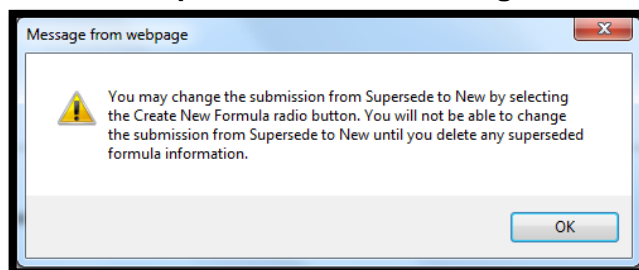 Message from webpage
You may change the submission from Supersede to New by selecting
the Create New Formula radio button. You will not be able to change
the submission from Supersede to New until you delete any superseded
formula information.
OK